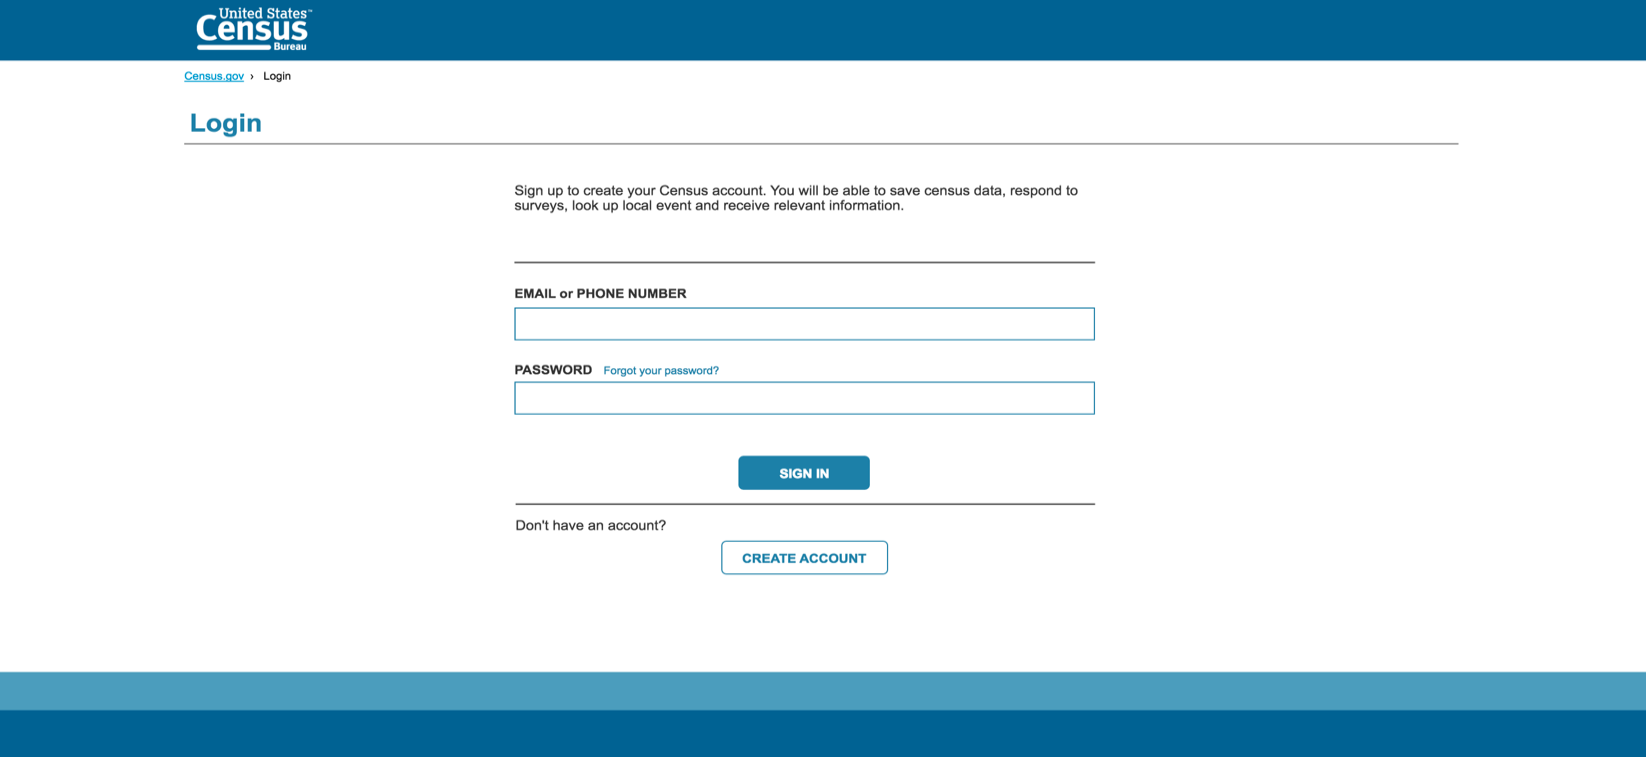 United States™
Census
Bureau
Census.gov › Login
Login
Sign up to create your Census account. You will be able to save census data, respond to
surveys, look up local event and receive relevant information.
EMAIL or PHONE NUMBER
PASSWORD Forgot your password?
SIGN IN
Don't have an account?
CREATE ACCOUNT